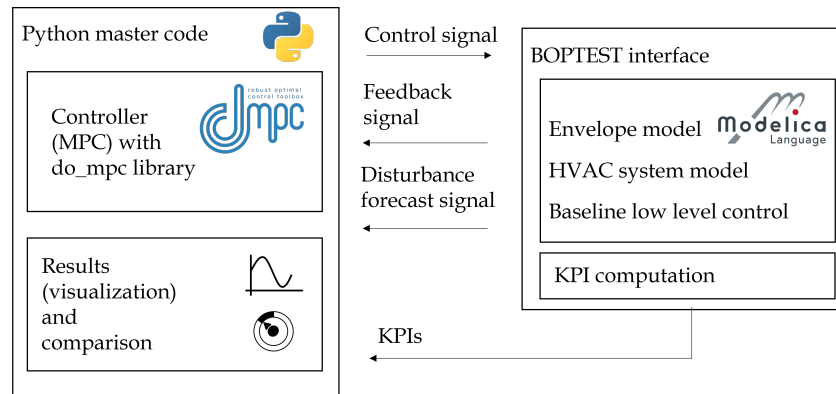 Python master code
Controller
(MPC) with
do_mpc library
robust optimal
control toolbox
dmpc
Results
(visualization)
and
comparison
Control signal
Feedback
signal
Disturbance
forecast signal
KPIs
BOPTEST interface
Envelope model
Modelica
Language
HVAC system model
Baseline low level control
KPI computation